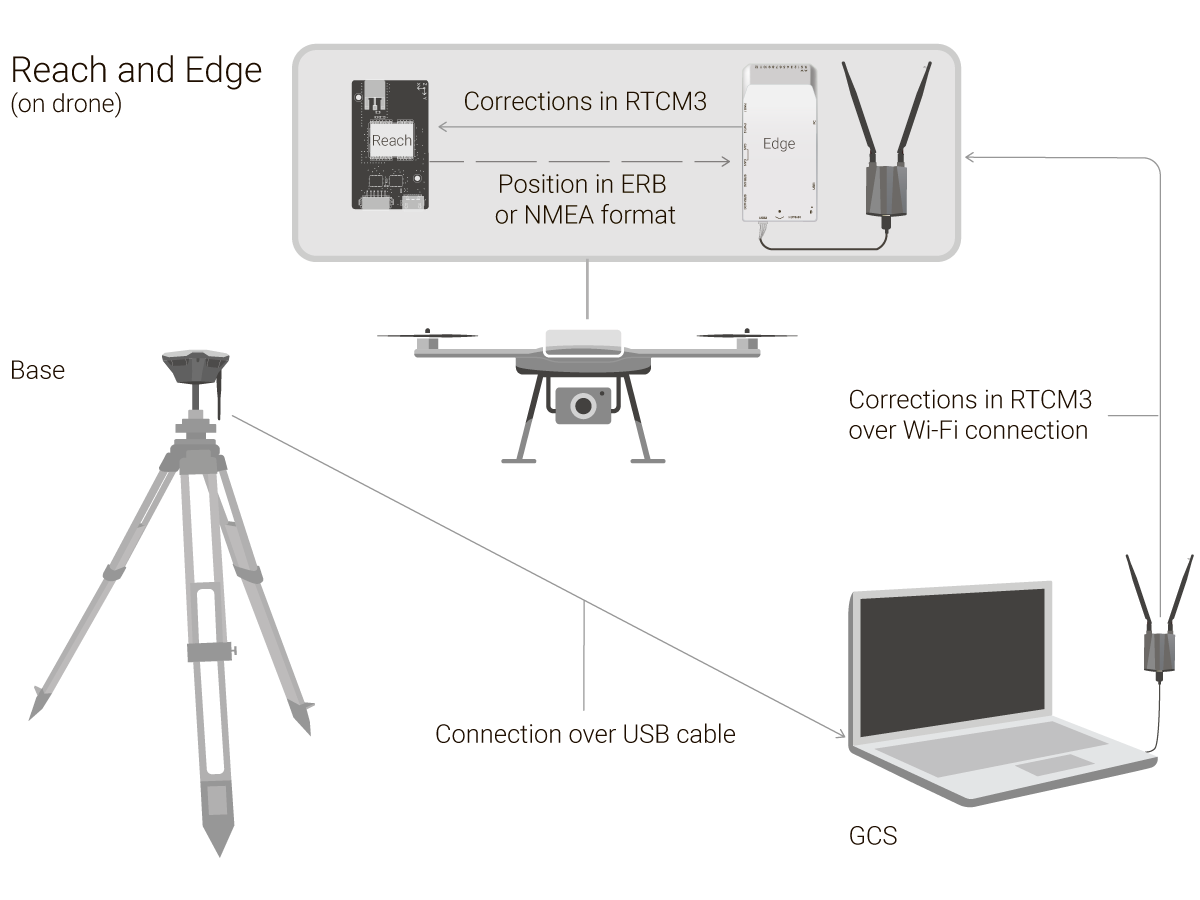 Reach and Edge
(on drone)
Corrections in RTCM3
Reach
Edge
Position in ERB
or NMEA format
Base
Corrections in RTCM3
over Wi-Fi connection
Connection over USB cable
GCS